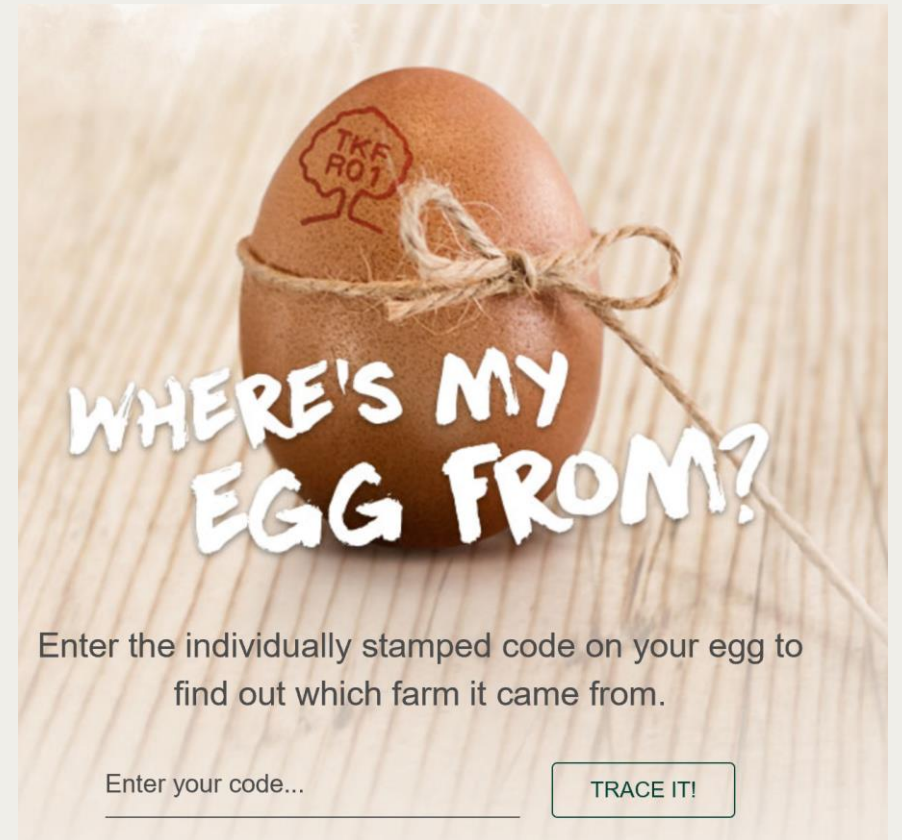 TKF
R01
WHERE'S MY
EGG FROM?
Enter the individually stamped code on your egg to
find out which farm it came from.
Enter your code...
TRACE IT!